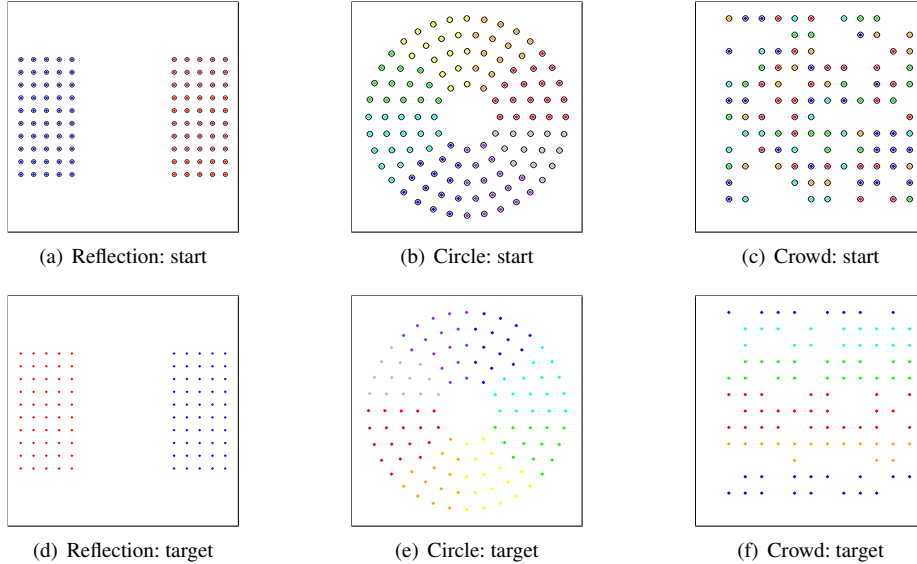 (a) Reflection: start
(b) Circle: start
(c) Crowd: start
(d) Reflection: target
(e) Circle: target
(f) Crowd: target